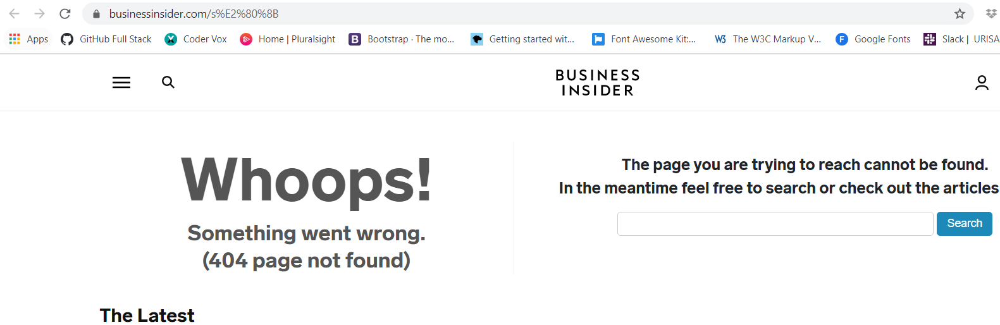 businessinsider.com/s%E2%80%8B
Apps GitHub Full Stack Coder Vox Home | Pluralsight B Bootstrap · The mo... Getting started wit... Font Awesome Kit:... W3 The W3C Markup V... F Google Fonts Slack | URISA
BUSINESS
INSIDER
Whoops!
Something went wrong.
(404 page not found)
The page you are trying to reach cannot be found.
In the meantime feel free to search or check out the articles
Search
The Latest